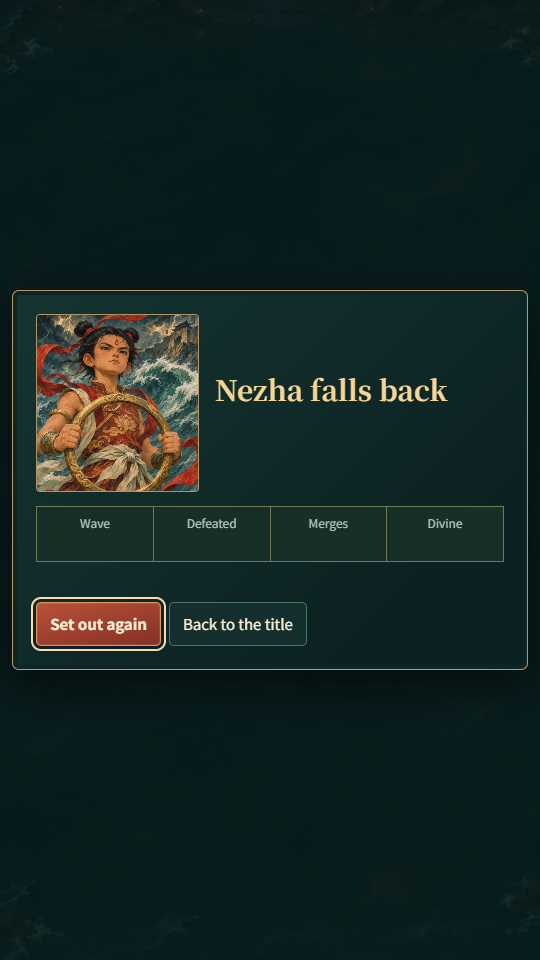 Nezha falls back
Wave
Defeated
Merges
Divine
Set out again
Back to the title